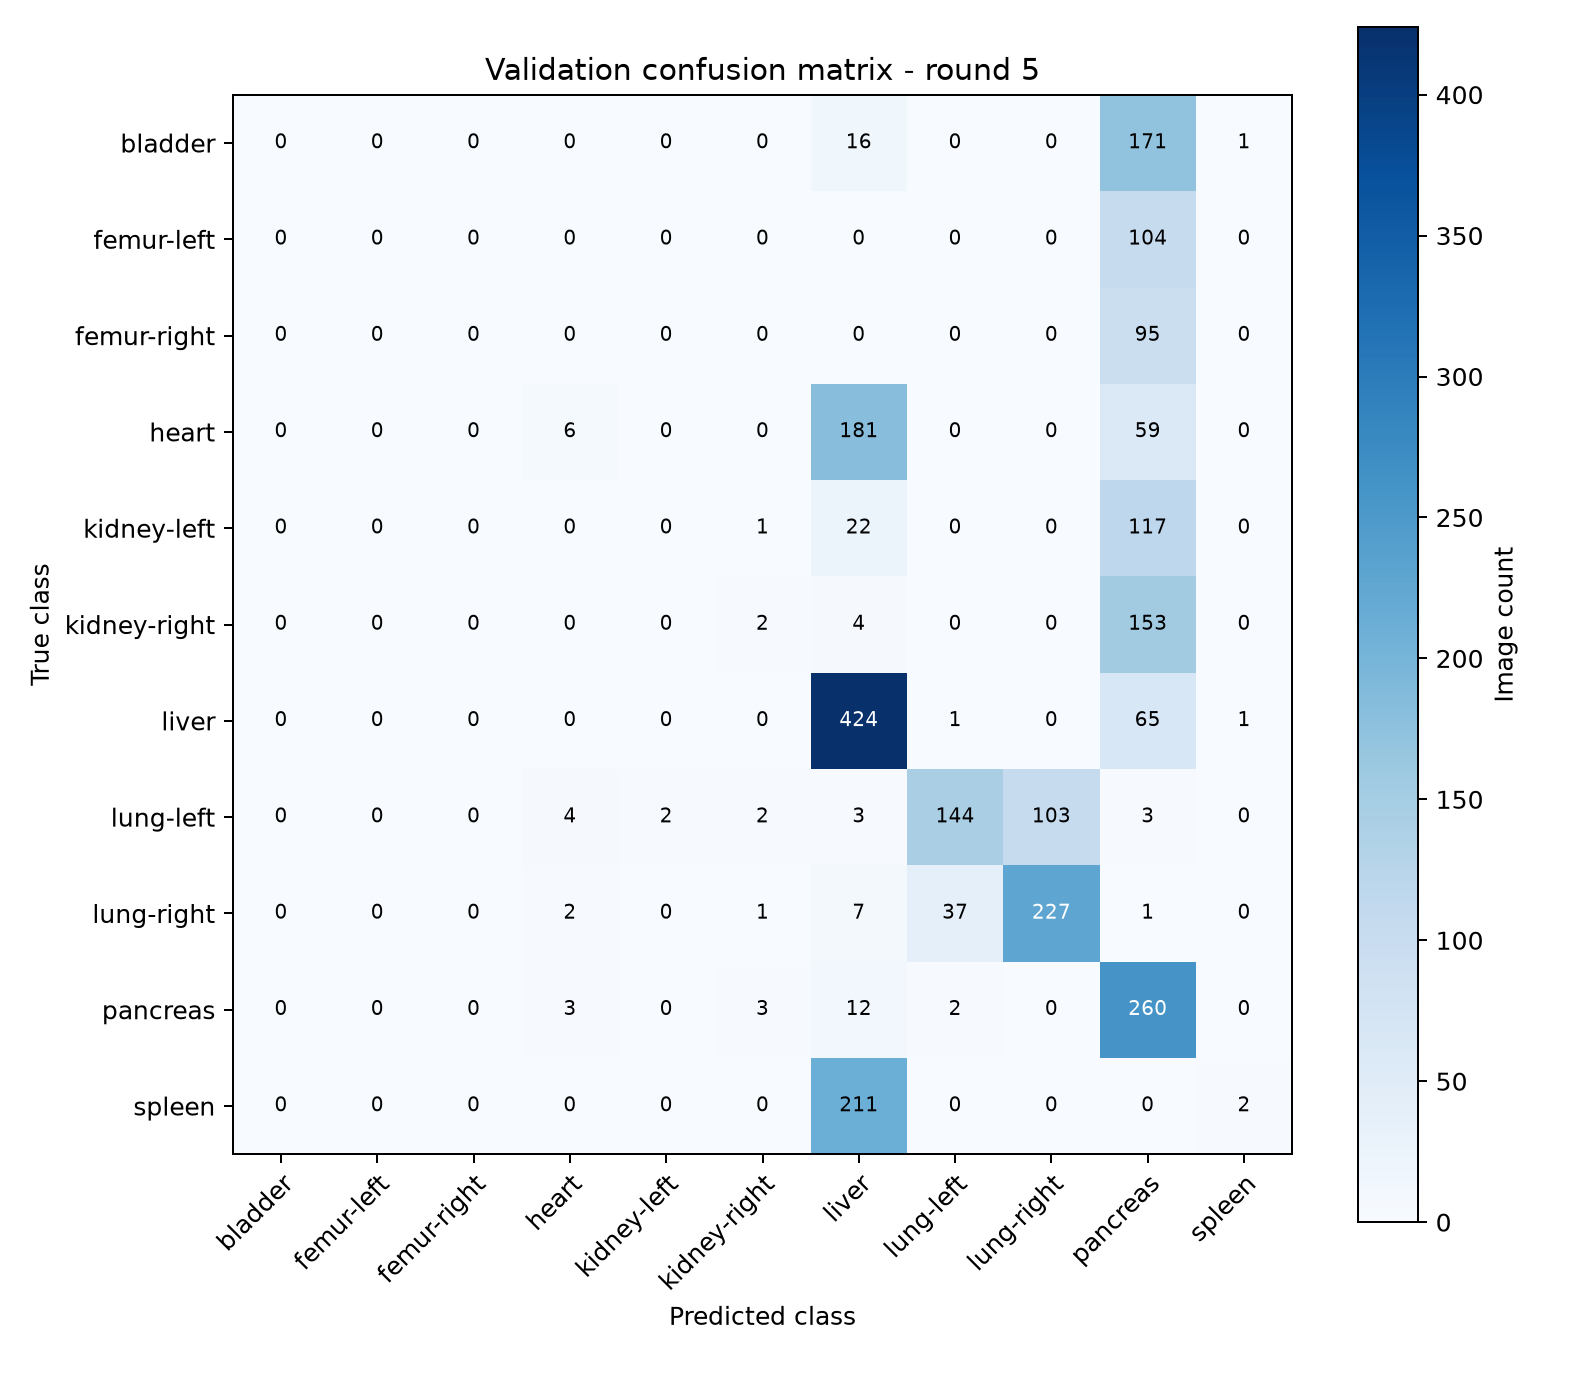 Validation confusion matrix - round 5
True class
bladder 0 0 0 0 0 0 16 0 0 171 1
femur-left 0 0 0 0 0 0 0 0 0 104 0
femur-right 0 0 0 0 0 0 0 0 0 95 0
heart 0 0 0 6 0 0 181 0 0 59 0
kidney-left 0 0 0 0 0 1 22 0 0 117 0
kidney-right 0 0 0 0 0 2 4 0 0 153 0
liver 0 0 0 0 0 0 424 1 0 65 1
lung-left 0 0 0 4 2 2 3 144 103 3 0
lung-right 0 0 0 2 0 1 7 37 227 1 0
pancreas 0 0 0 3 0 3 12 2 0 260 0
spleen 0 0 0 0 0 0 211 0 0 0 2
bladder femur-left femur-right heart kidney-left kidney-right liver lung-left lung-right pancreas spleen
Predicted class
400
350
300
250
200
150
100
50
0
Image count